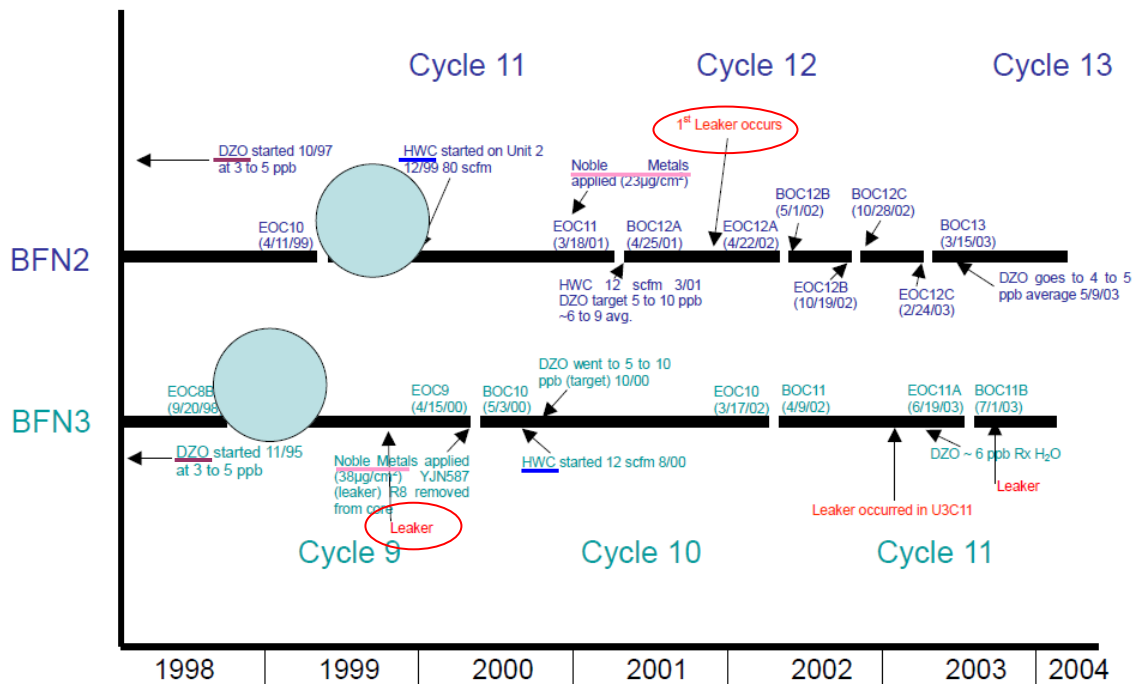 Cycle 11
Cycle 12
Cycle 13
1st Leaker occurs
DZO started 10/97
at 3 to 5 ppb
HWC started on Unit 2
12/99 80 scfm
Noble Metals
applied (23µg/cm²)
EOC10
(4/11/99)
EOC11
(3/18/01)
BOC12A
(4/25/01)
EOC12A
(4/22/02)
BOC12B
(5/1/02)
BOC12C
(10/28/02)
BOC13
(3/15/03)
BFN2
HWC 12 scfm 3/01
DZO target 5 to 10 ppb
~6 to 9 avg.
EOC12B
(10/19/02)
EOC12C
(2/24/03)
DZO goes to 4 to 5
ppb average 5/9/03
DZO went to 5 to 10
ppb (target) 10/00
EOC8B
(9/20/98
EOC9
(4/15/00)
BOC10
(5/3/00)
EOC10
(3/17/02)
BOC11
(4/9/02)
EOC11A
(6/19/03)
BOC11B
(7/1/03)
BFN3
DZO started 11/95
at 3 to 5 ppb
Noble Metals applied
(38µg/cm²) YJN587
(leaker) R8 removed
from core
Leaker
HWC started 12 scfm 8/00
DZO ~ 6 ppb Rx H₂O
Leaker
Leaker occurred in U3C11
Cycle 9
Cycle 10
Cycle 11
1998
1999
2000
2001
2002
2003
2004